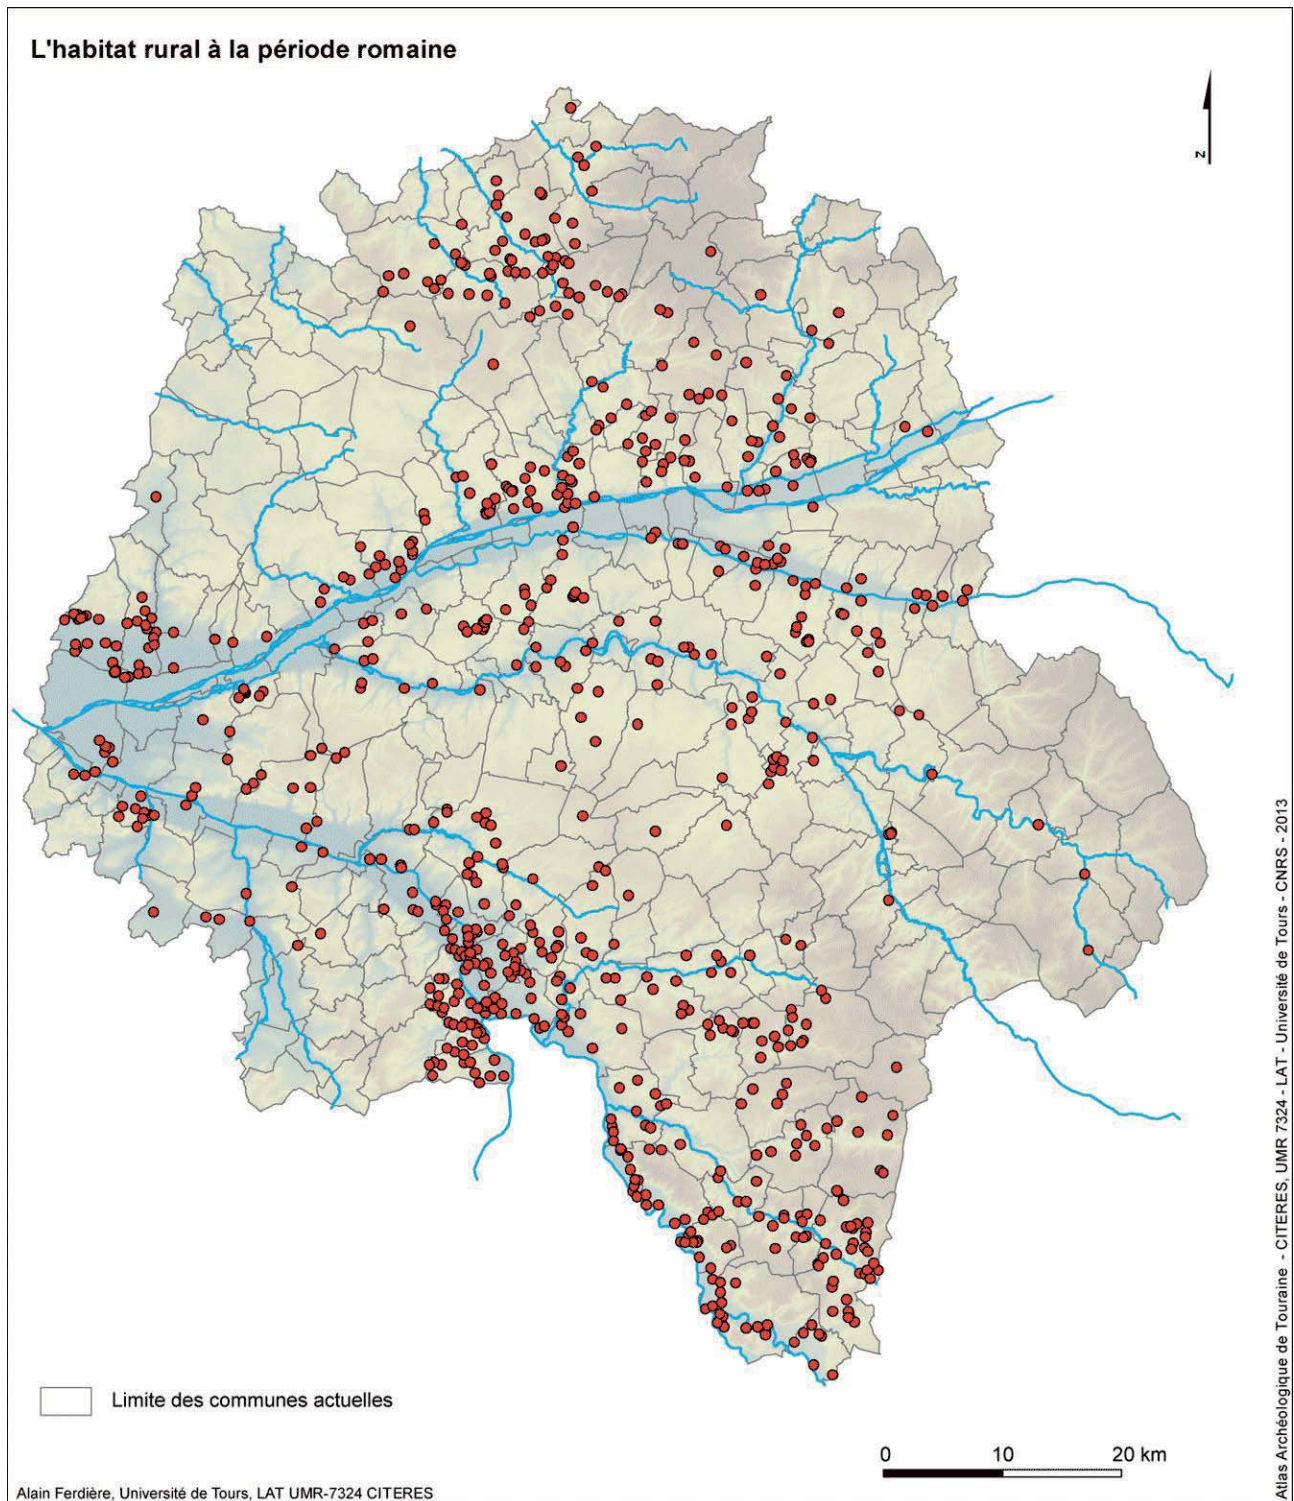 L'habitat rural à la période romaine
z
Limite des communes actuelles
0 10 20 km
Alain Ferdière, Université de Tours, LAT UMR-7324 CITERES
Atlas Archéologique de Touraine - CITERES, UMR 7324 - LAT - Université de Tours - CNRS - 2013